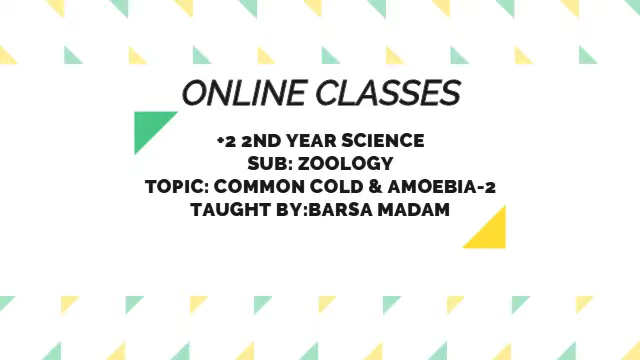 ONLINE CLASSES
+2 2ND YEAR SCIENCE
SUB: ZOOLOGY
TOPIC: COMMON COLD & AMOEBIA-2
TAUGHT BY:BARSA MADAM